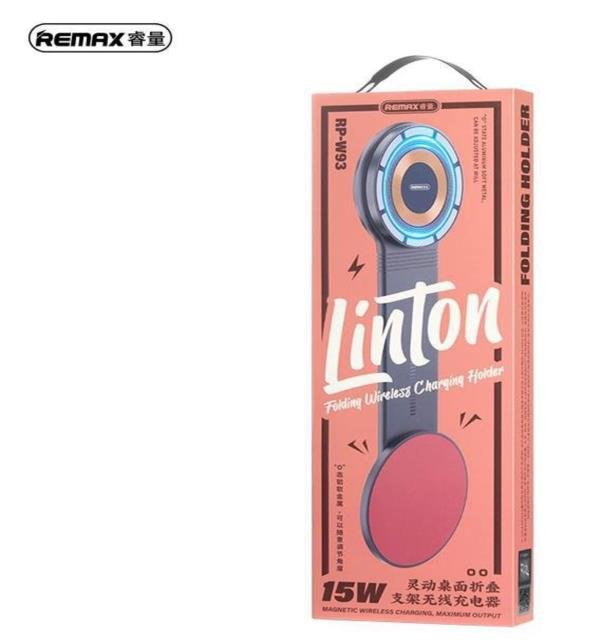 REMAX 睿量
REMAX 睿量
RP-W93
"O" STATE ALUMINIUM SOFT METAL,
CAN BE ADJUSTED AT WILL
FOLDING HOLDER
REMAX
Linton
Folding Wireless Charging Holder
"O"态铝软金属，可以随意调节角度
15W
灵动桌面折叠
支架无线充电器
MAGNETIC WIRELESS CHARGING, MAXIMUM OUTPUT